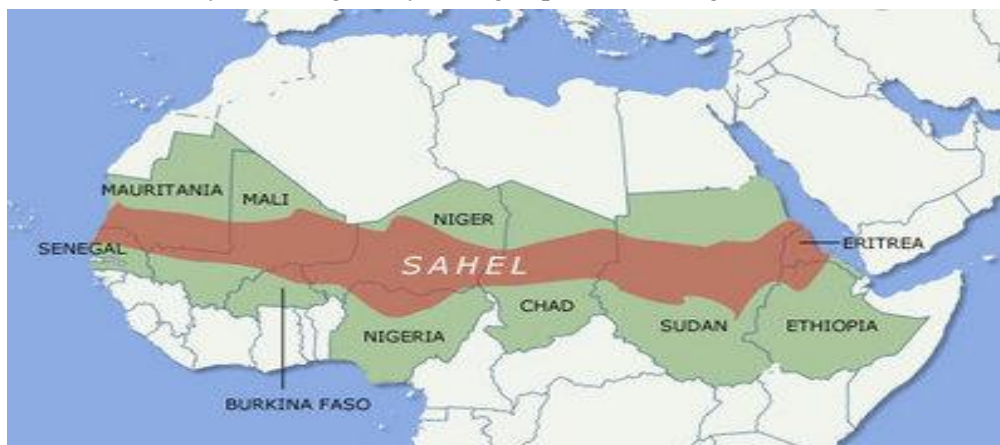 MAURITANIA
MALI
NIGER
SENEGAL
ERITREA
SAHEL
CHAD
NIGERIA
SUDAN
ETHIOPIA
BURKINA FASO